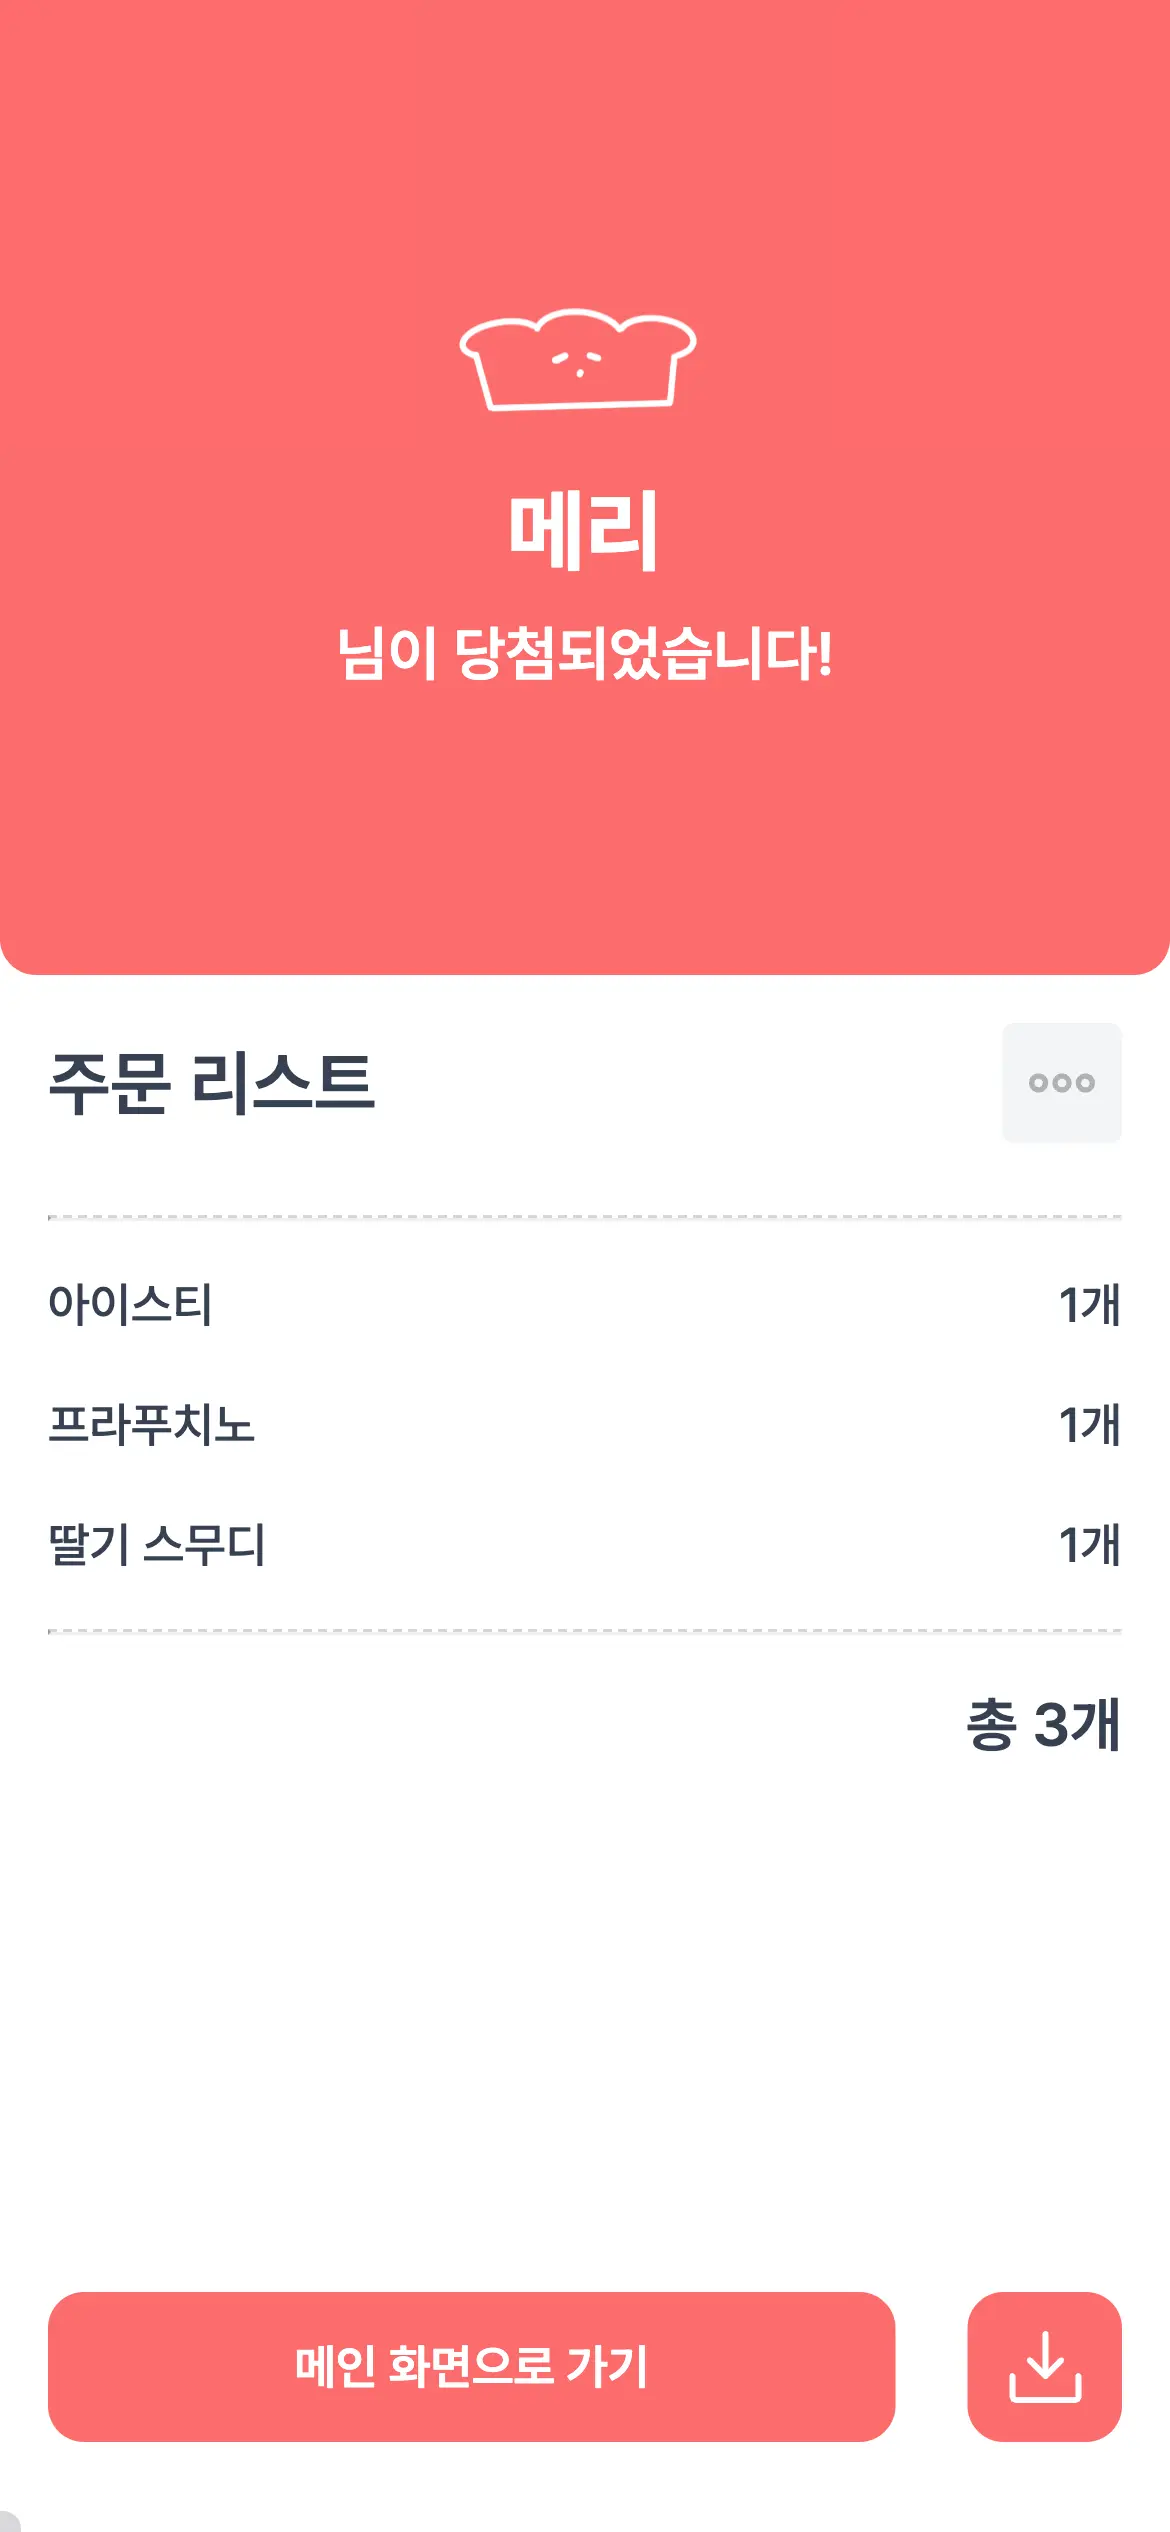 메리
님이 당첨되었습니다!
주문 리스트
아이스티 1개
프라푸치노 1개
딸기 스무디 1개
총 3개
메인 화면으로 가기